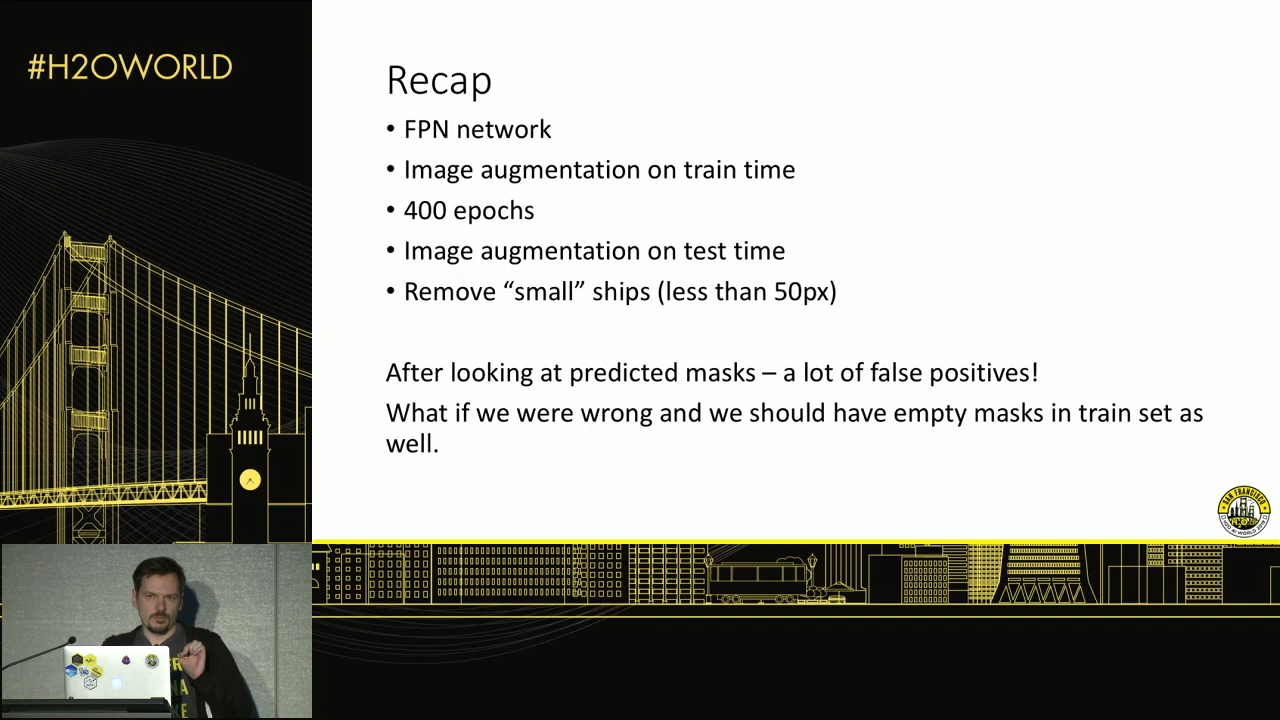 #H2OWORLD
Recap
• FPN network
• Image augmentation on train time
• 400 epochs
• Image augmentation on test time
• Remove “small” ships (less than 50px)
After looking at predicted masks – a lot of false positives!
What if we were wrong and we should have empty masks in train set as
well.
SAN FRANCISCO